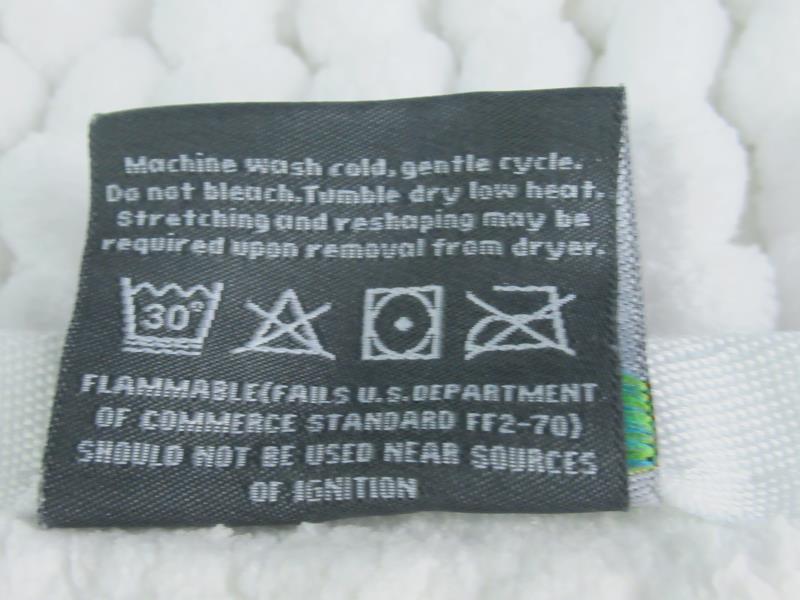 Machine wash cold, gentle cycle.
Do not bleach. Tumble dry low heat.
Stretching and reshaping may be
required upon removal from dryer.
30°
FLAMMABLE(FAILS U.S. DEPARTMENT
OF COMMERCE STANDARD FF2-70)
SHOULD NOT BE USED NEAR SOURCES
OF IGNITION